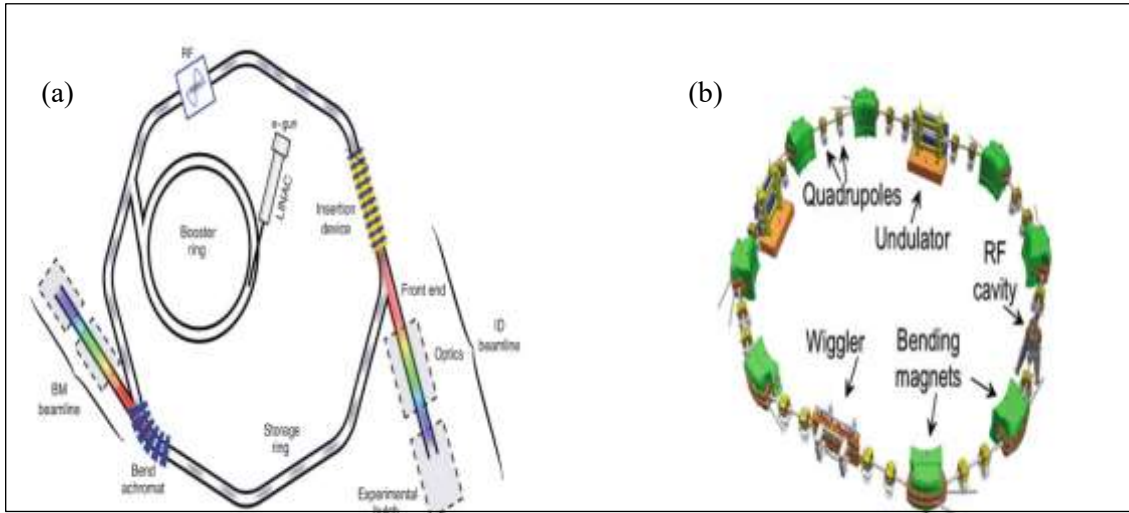 (a)
RF
e-gun
LINAC
Booster
ring
Insertion
device
Front end
Optics
ID
beamline
BM
beamline
Bend
achromat
Storage
ring
Experimental
(b)
Quadrupoles
Undulator
RF
cavity
Wiggler
Bending
magnets